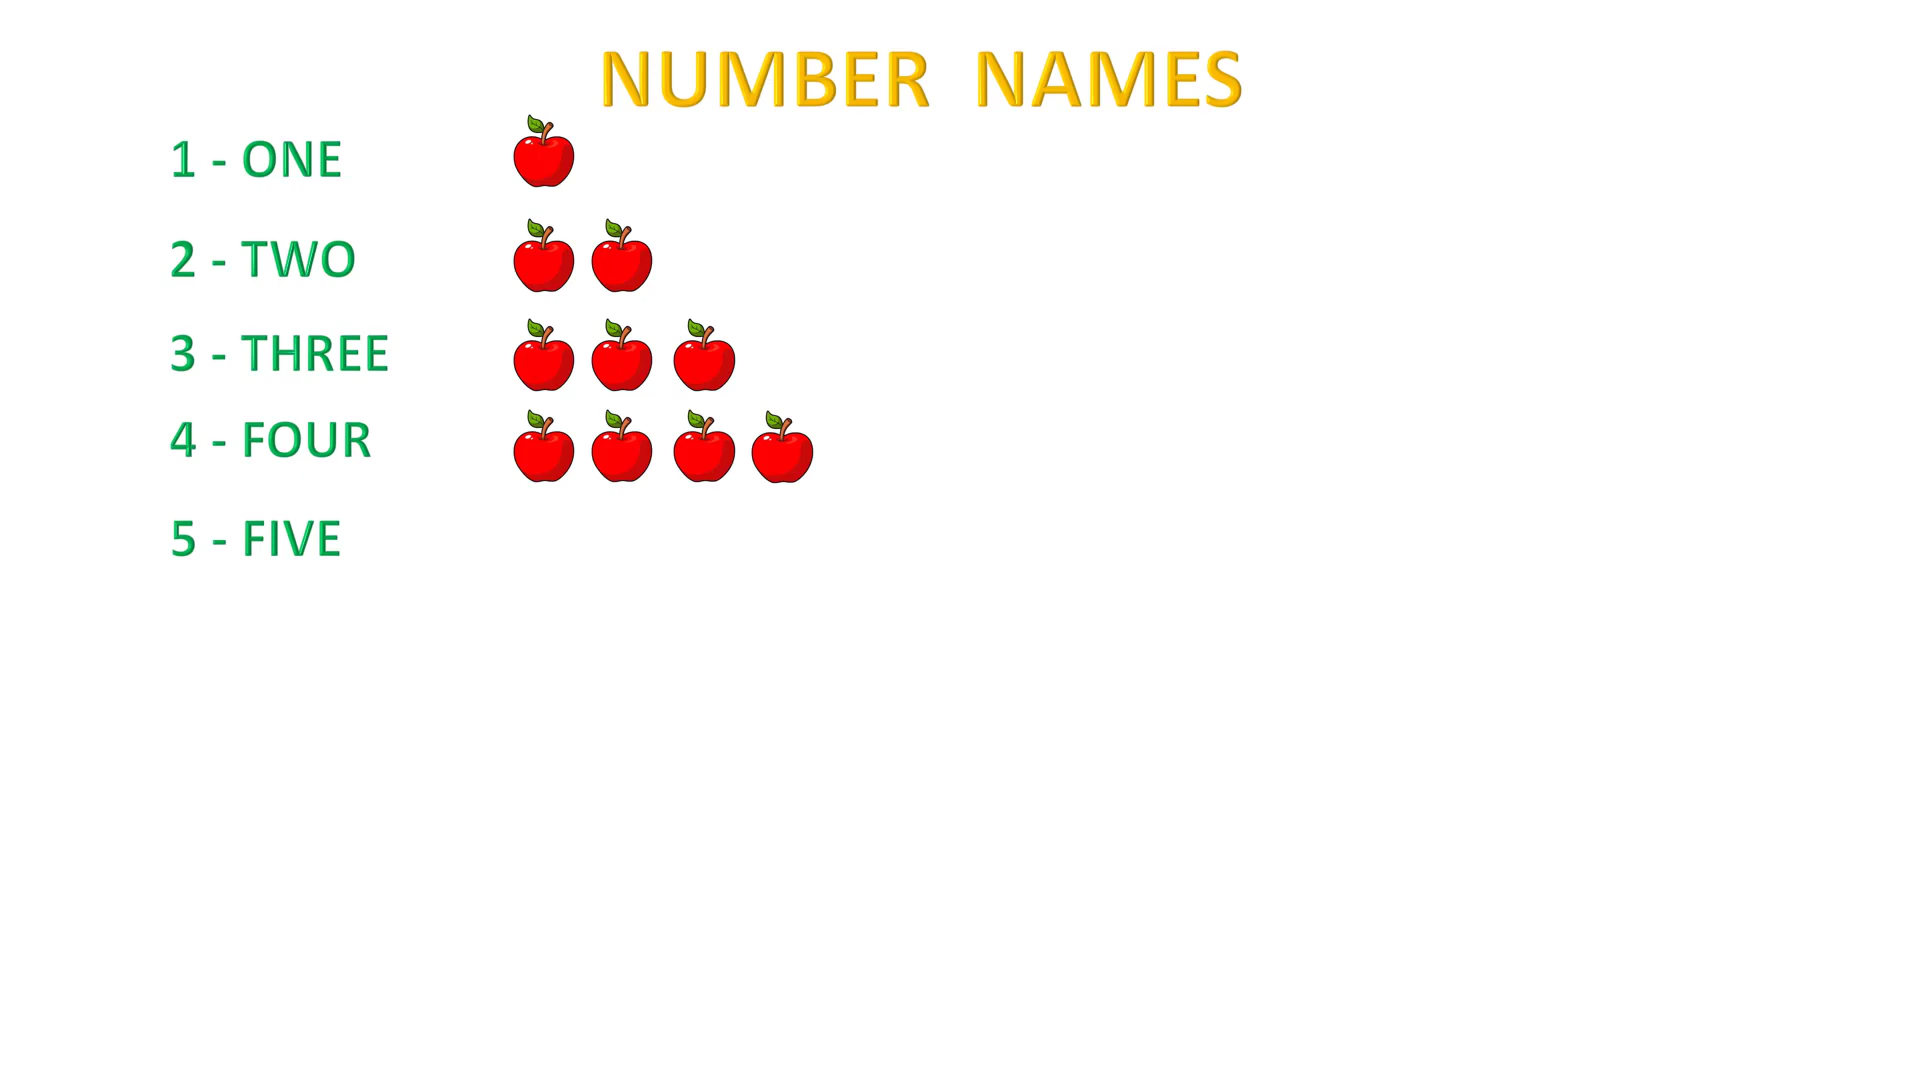 NUMBER NAMES
1 - ONE
2 - TWO
3 - THREE
4 - FOUR
5 - FIVE